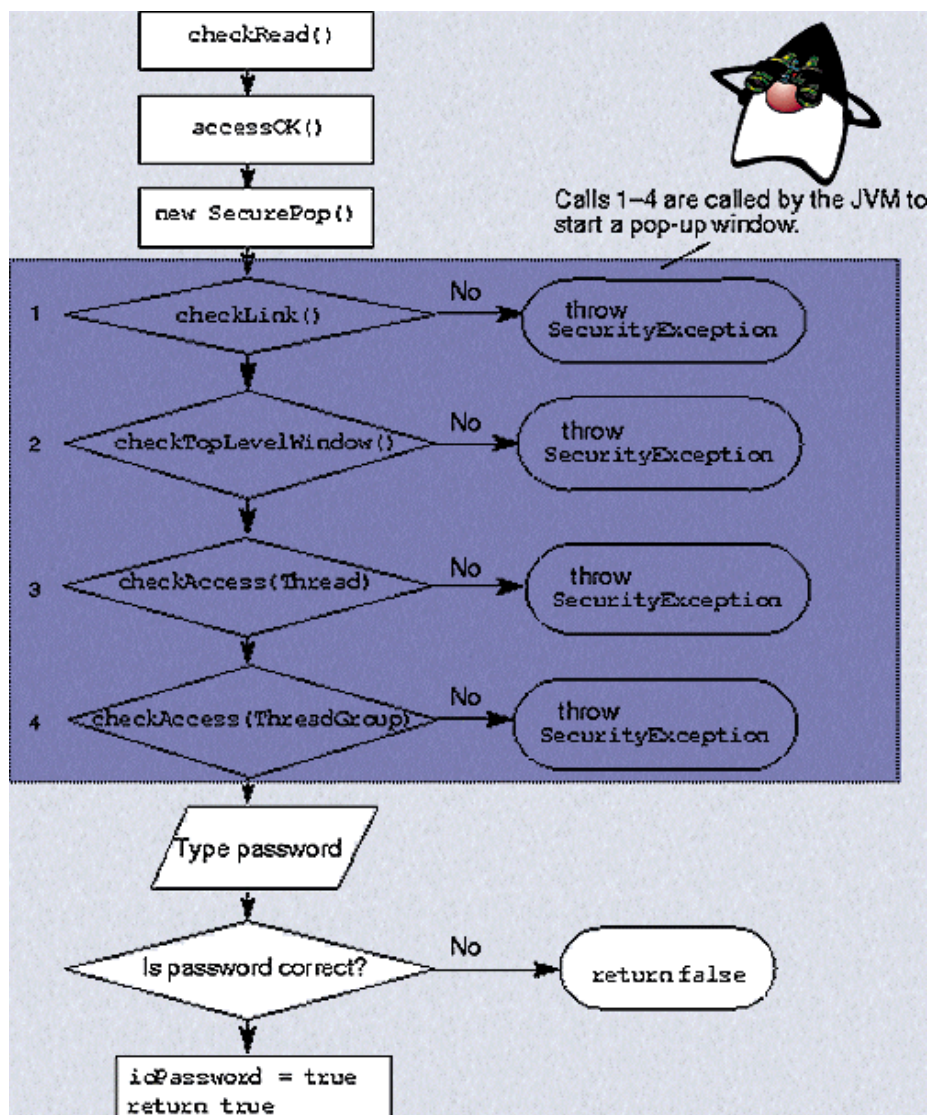 checkRead()
accessOK()
new SecurePop()
Calls 1–4 are called by the JVM to
start a pop-up window.
1
checkLink()
No
throw
SecurityException
2
checkTopLevelWindow()
No
throw
SecurityException
3
checkAccess(Thread)
No
throw
SecurityException
4
checkAccess(ThreadGroup)
No
throw
SecurityException
Type password
Is password correct?
No
return false
ioPassword = true
return true